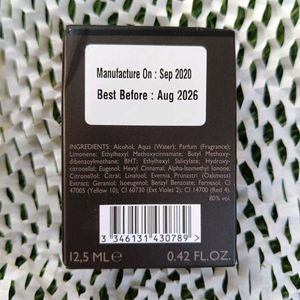 Manufacture On : Sep 2020
Best Before : Aug 2026
INGREDIENTS: Alcohol; Aqua (Water); Parfum (Fragrance);
Limonene; Ethylhexyl Methoxycinnamate; Butyl Methoxy-
dibenzoylmethane; BHT; Ethylhexyl Salicylate; Hydroxy-
citronellol; Eugenol; Hexyl Cinnamal; Alpha-Isomethyl Ionone;
Citronellol; Citral; Linalool; Evernia Prunastri (Oakmoss)
Extract; Geraniol; Isoeugenol; Benzyl Benzoate; Farnesol; CI
47005 (Yellow 10); CI 60730 (Ext Violet 2); CI 14700 (Red 4).
80% vol.
3 346131 430789 >
12,5 ML e 0.42 FL.OZ.